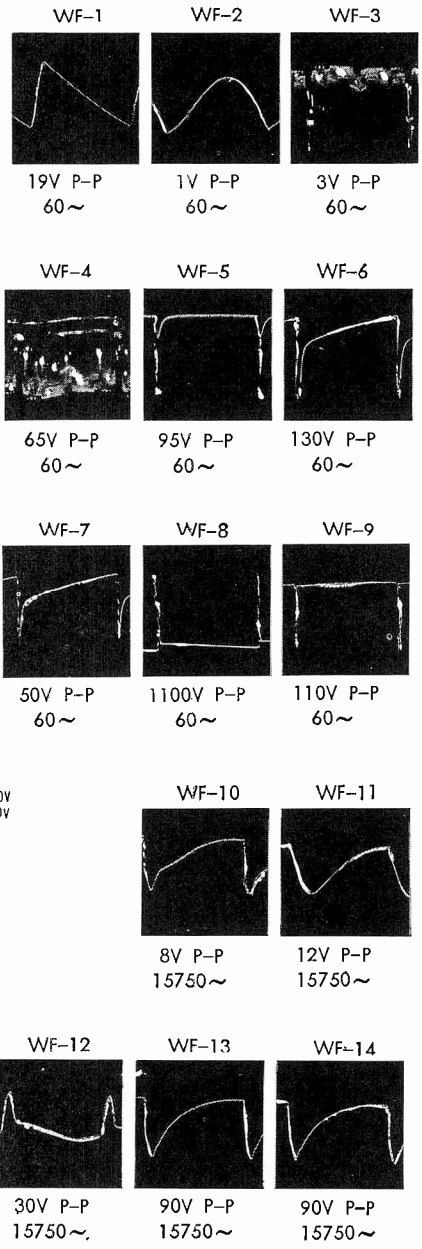 WF-1 WF-2 WF-3
19V P-P 1V P-P 3V P-P
60~ 60~ 60~
WF-4 WF-5 WF-6
65V P-P 95V P-P 130V P-P
60~ 60~ 60~
WF-7 WF-8 WF-9
50V P-P 1100V P-P 110V P-P
60~ 60~ 60~
0V
0V
WF-10 WF-11
8V P-P 12V P-P
15750~ 15750~
WF-12 WF-13 WF-14
30V P-P 90V P-P 90V P-P
15750~. 15750~ 15750~